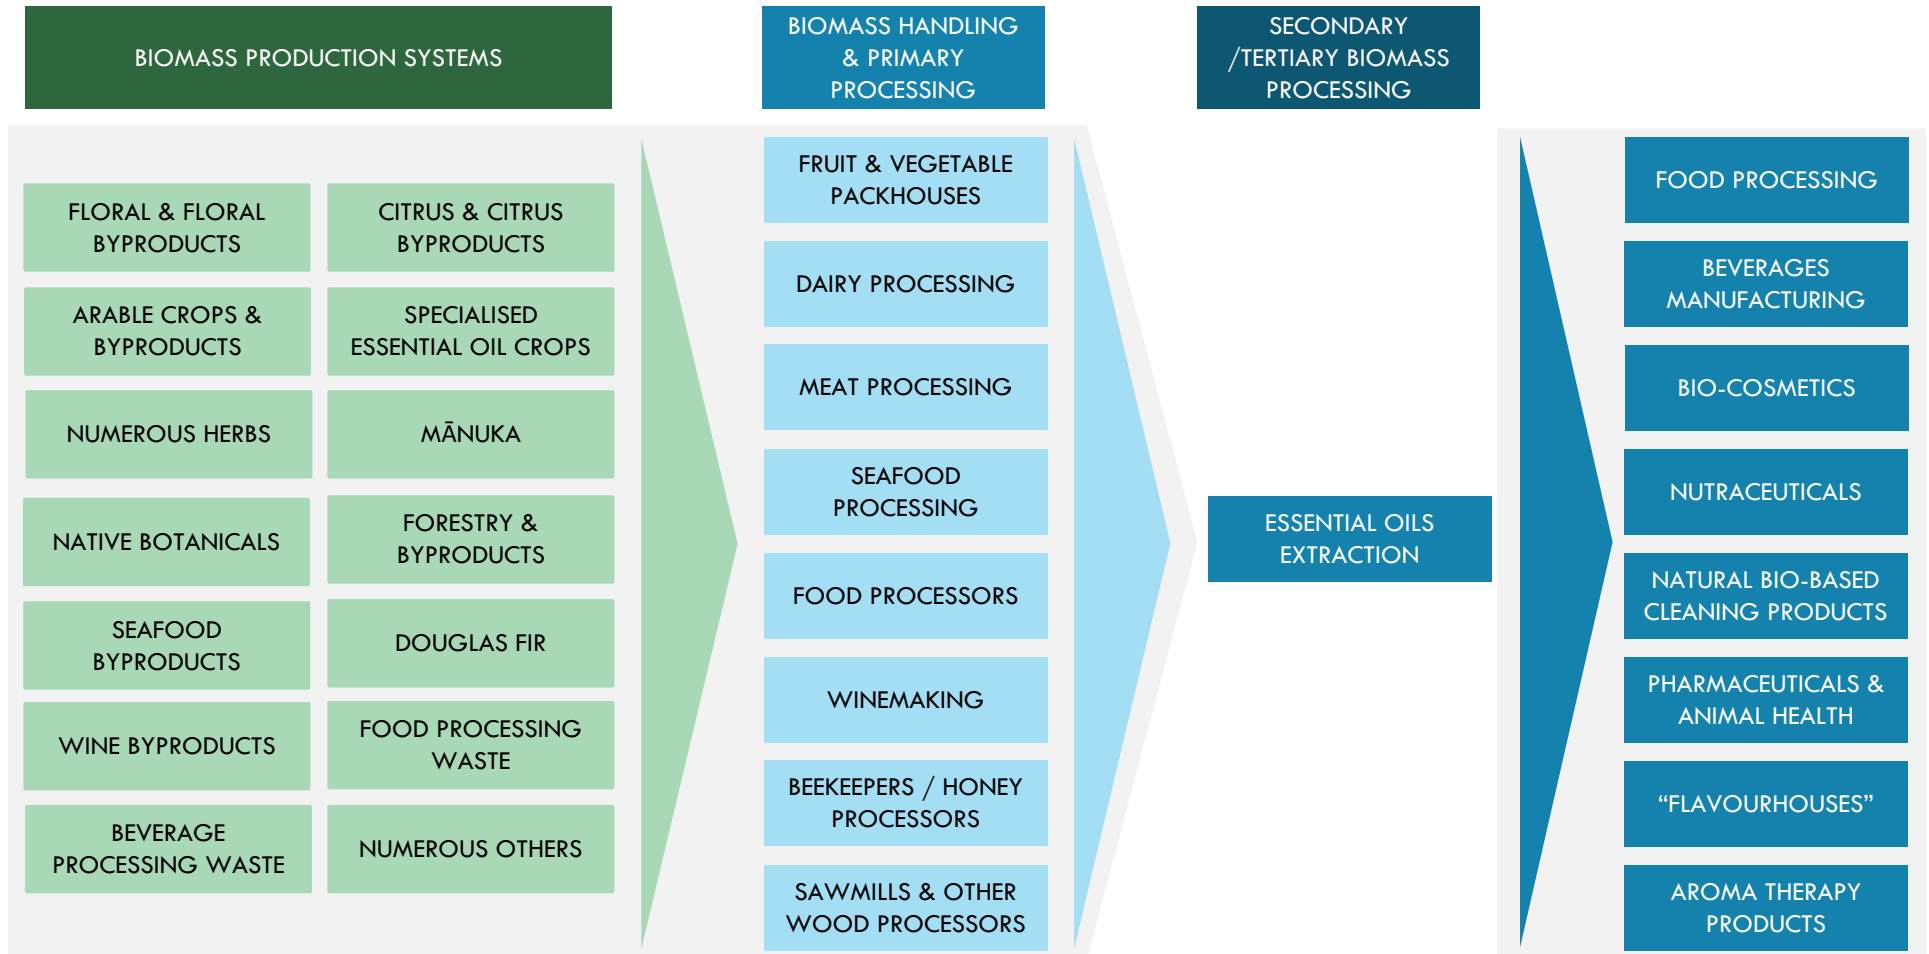 BIOMASS PRODUCTION SYSTEMS
BIOMASS HANDLING
& PRIMARY
PROCESSING
SECONDARY
/TERTIARY BIOMASS
PROCESSING
FLORAL & FLORAL
BYPRODUCTS
CITRUS & CITRUS
BYPRODUCTS
ARABLE CROPS &
BYPRODUCTS
SPECIALISED
ESSENTIAL OIL CROPS
NUMEROUS HERBS
MĀNUKA
NATIVE BOTANICALS
FORESTRY &
BYPRODUCTS
SEAFOOD
BYPRODUCTS
DOUGLAS FIR
WINE BYPRODUCTS
FOOD PROCESSING
WASTE
BEVERAGE
PROCESSING WASTE
NUMEROUS OTHERS
FRUIT & VEGETABLE
PACKHOUSES
DAIRY PROCESSING
MEAT PROCESSING
SEAFOOD
PROCESSING
FOOD PROCESSORS
WINEMAKING
BEEKEEPERS / HONEY
PROCESSORS
SAWMILLS & OTHER
WOOD PROCESSORS
ESSENTIAL OILS
EXTRACTION
FOOD PROCESSING
BEVERAGES
MANUFACTURING
BIO-COSMETICS
NUTRACEUTICALS
NATURAL BIO-BASED
CLEANING PRODUCTS
PHARMACEUTICALS &
ANIMAL HEALTH
“FLAVOURHOUSES”
AROMA THERAPY
PRODUCTS